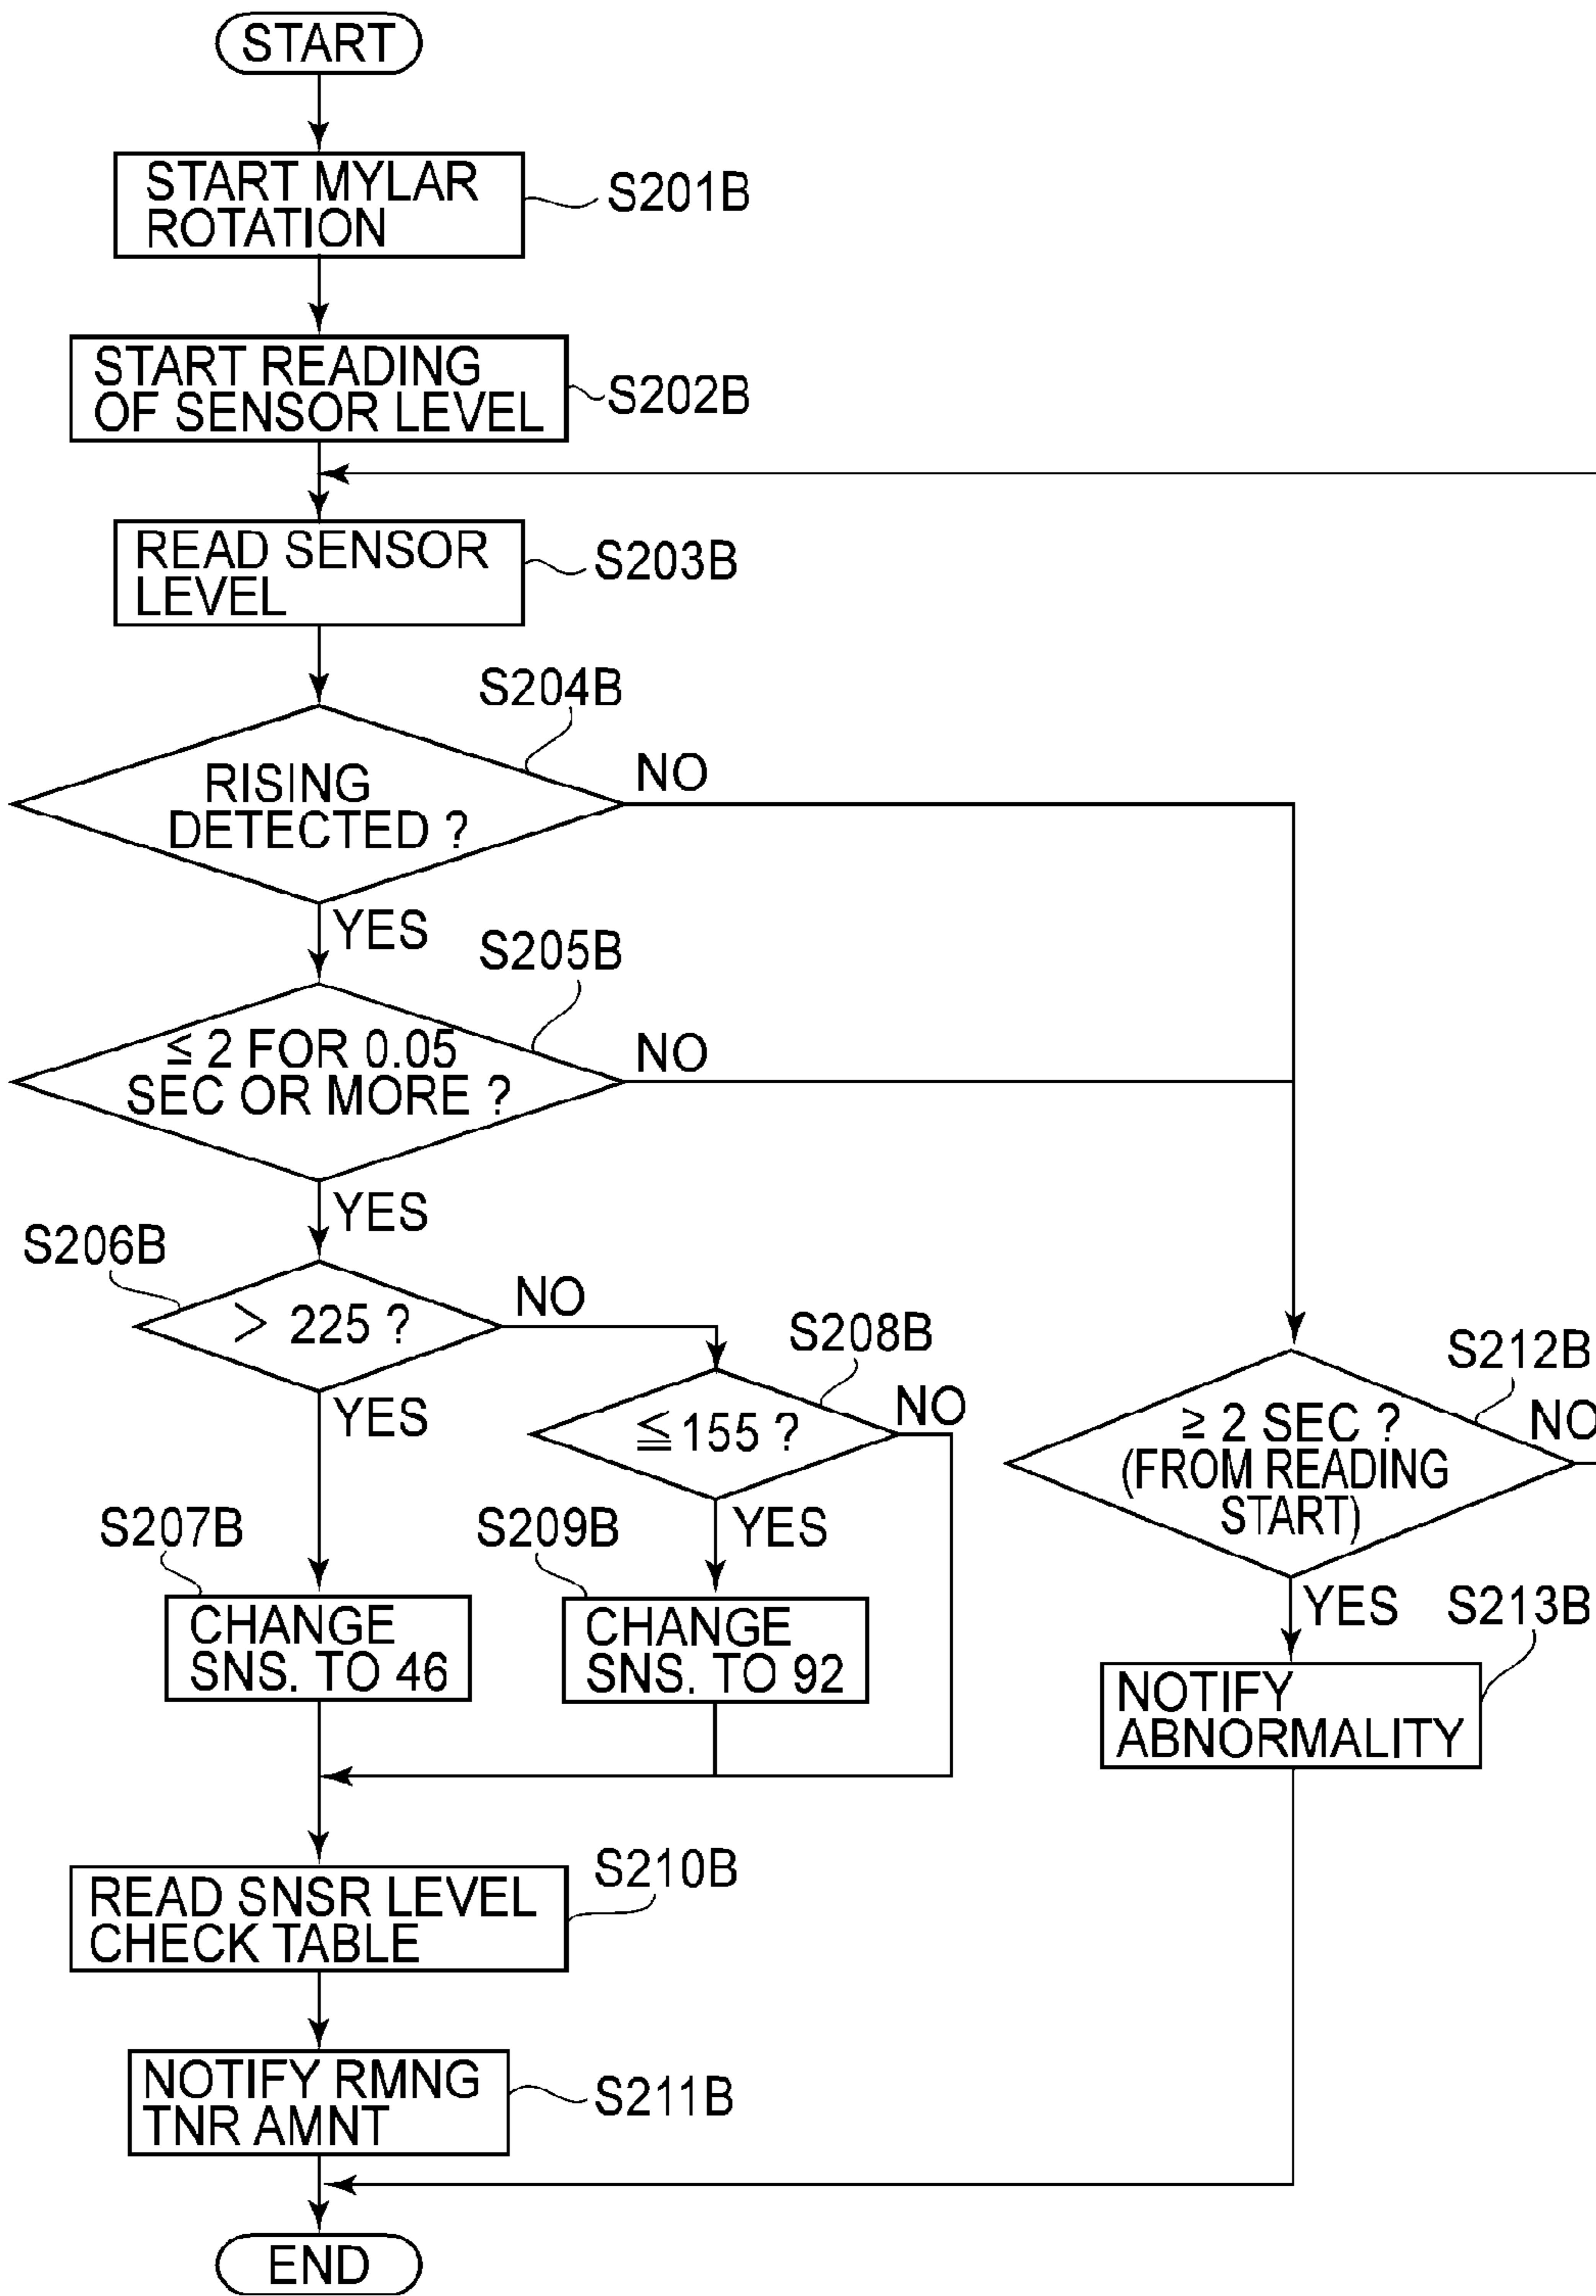 START
START MYLAR
ROTATION
S201B
START READING
OF SENSOR LEVEL
S202B
READ SENSOR
LEVEL
S203B
S204B
RISING
DETECTED ?
NO
YES
S205B
≤ 2 FOR 0.05
SEC OR MORE ?
NO
YES
S206B
> 225 ?
NO
YES
S208B
≦ 155 ?
NO
YES
S212B
≥ 2 SEC ?
(FROM READING
START)
NO
YES
S207B
CHANGE
SNS. TO 46
S209B
CHANGE
SNS. TO 92
S213B
NOTIFY
ABNORMALITY
S210B
READ SNSR LEVEL
CHECK TABLE
NOTIFY RMNG
TNR AMNT
S211B
END